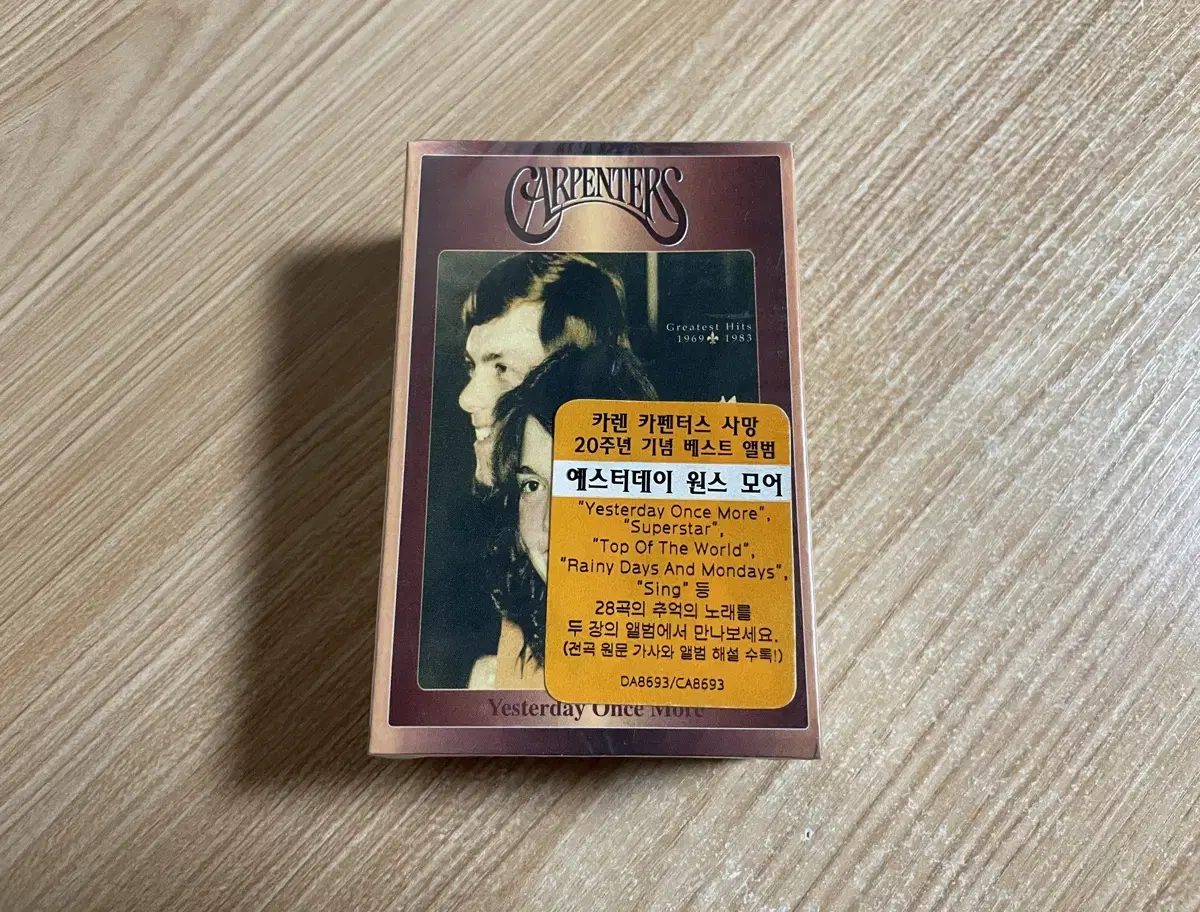 CARPENTERS
Greatest Hits
1969 1983
카렌 카펜터스 사망
20주년 기념 베스트 앨범
예스터데이 원스 모어
"Yesterday Once More",
"Superstar",
"Top Of The World",
"Rainy Days And Mondays",
"Sing" 등
28곡의 추억의 노래를
두 장의 앨범에서 만나보세요.
(전곡 원문 가사와 앨범 해설 수록!)
DA8693/CA8693
Yesterday Once More